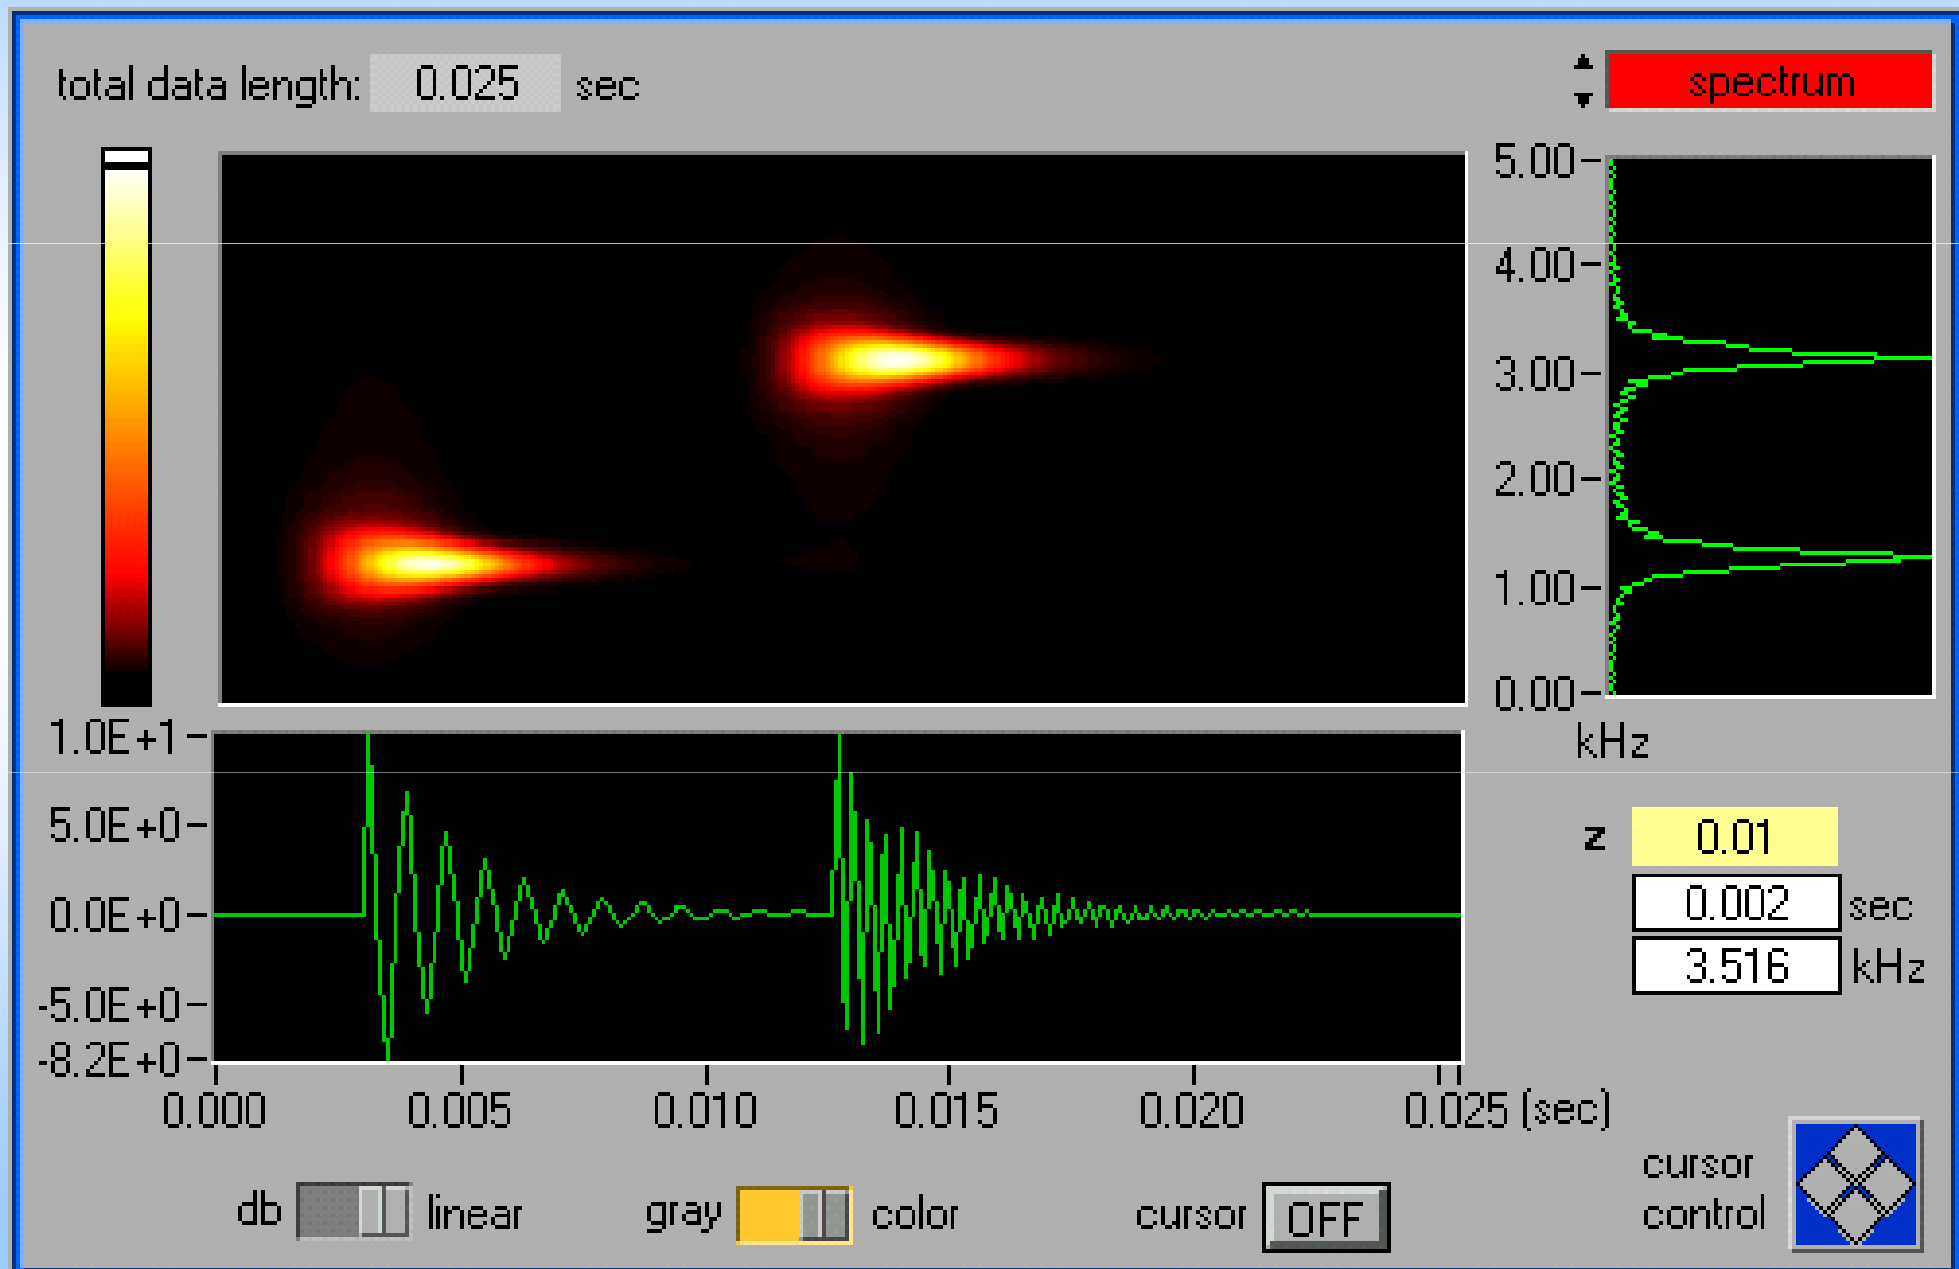 total data length: 0.025 sec
spectrum
5.00
4.00
3.00
2.00
1.00
0.00
kHz
1.0E+1
5.0E+0
0.0E+0
-5.0E+0
-8.2E+0
0.000 0.005 0.010 0.015 0.020 0.025 (sec)
z 0.01
0.002 sec
3.516 kHz
db linear gray color cursor OFF
cursor
control